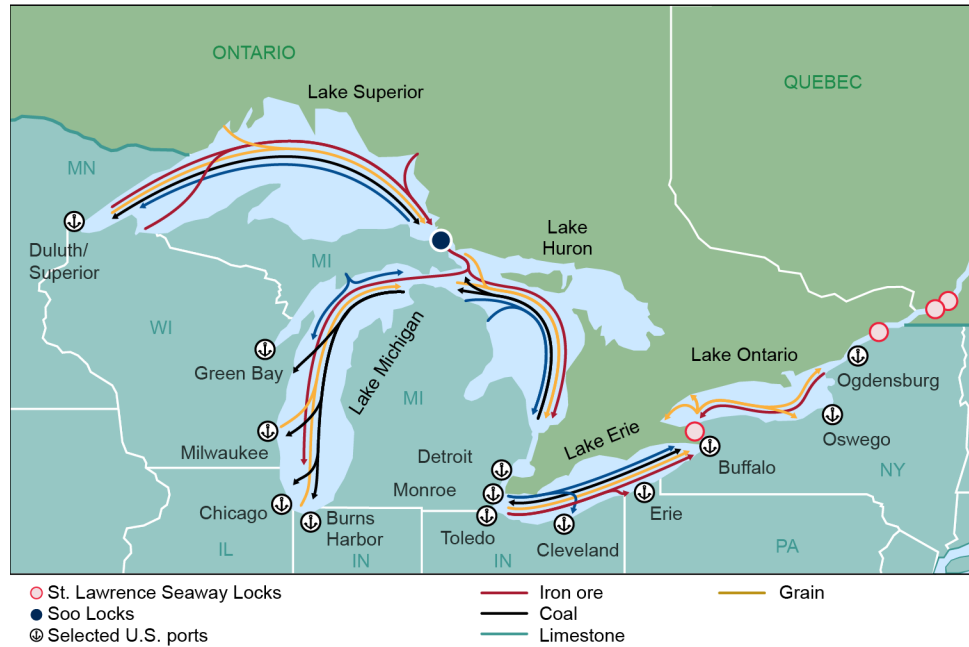 ONTARIO
QUEBEC
Lake Superior
MN
Lake
Huron
Duluth/
Superior
MI
WI
Lake Michigan
Green Bay
MI
Lake Ontario
Ogdensburg
Oswego
Milwaukee
Lake Erie
Detroit
Buffalo
NY
Monroe
Chicago
Burns
Harbor
Toledo
Erie
Cleveland
IL
IN
IN
PA
St. Lawrence Seaway Locks
Iron ore
Grain
Soo Locks
Coal
Selected U.S. ports
Limestone